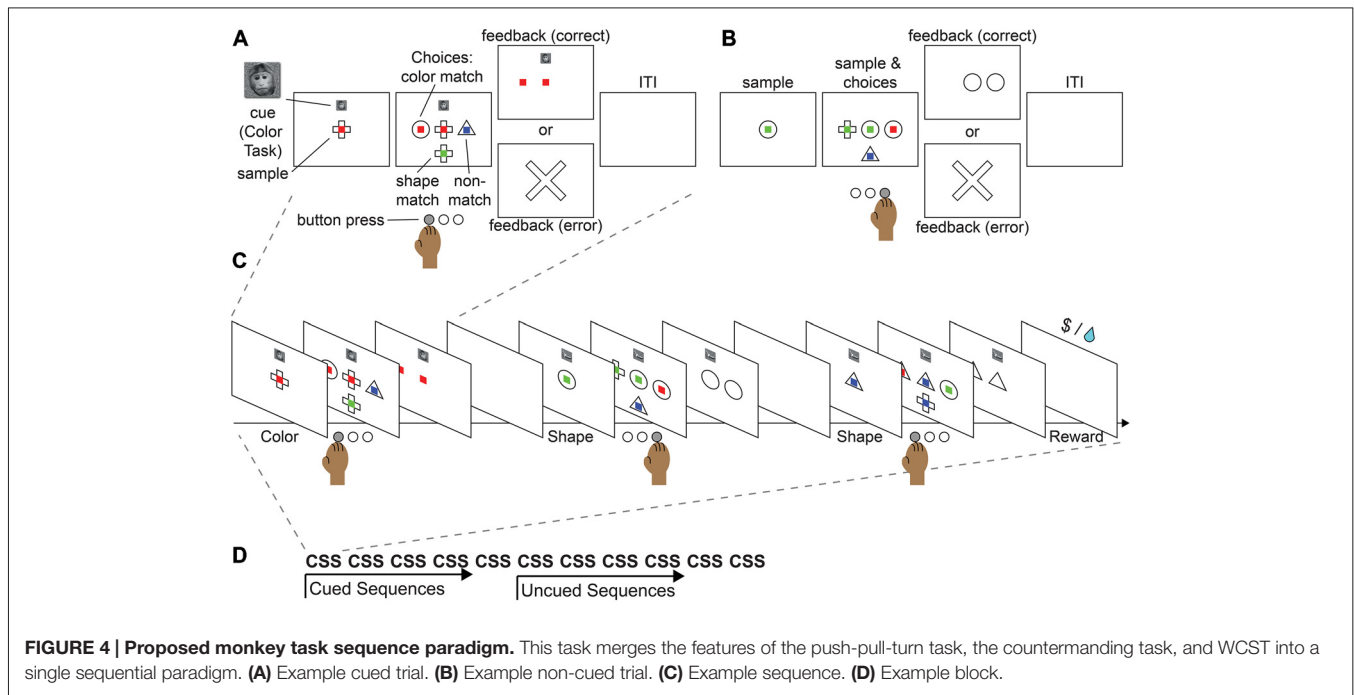 A
feedback (correct)
B
feedback (correct)
Choices:
color match
ITI
sample
sample &
choices
ITI
cue
(Color
Task)
or
or
sample
shape
match
non-
match
button press
feedback (error)
feedback (error)
C
$ /
Color
Shape
Shape
Reward
D
CSS CSS CSS CSS CSS CSS CSS CSS CSS CSS CSS
Cued Sequences
Uncued Sequences
FIGURE 4 | Proposed monkey task sequence paradigm. This task merges the features of the push-pull-turn task, the countermanding task, and WCST into a
single sequential paradigm. (A) Example cued trial. (B) Example non-cued trial. (C) Example sequence. (D) Example block.